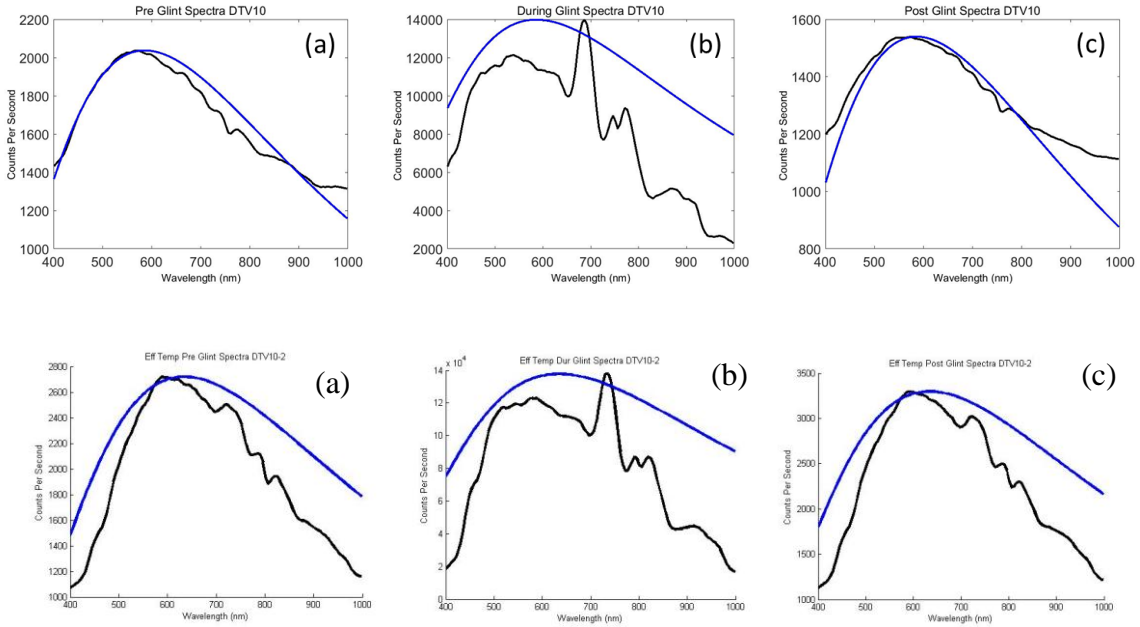 Pre Glint Spectra DTV10
(a)
Counts Per Second
2200
2000
1800
1600
1400
1200
1000
400 500 600 700 800 900 1000
Wavelength (nm)
During Glint Spectra DTV10
(b)
Counts Per Second
14000
12000
10000
8000
6000
4000
2000
400 500 600 700 800 900 1000
Wavelength (nm)
Post Glint Spectra DTV10
(c)
Counts Per Second
1600
1400
1200
1000
800
400 500 600 700 800 900 1000
Wavelength (nm)
Eff Temp Pre Glint Spectra DTV10-2
(a)
Counts Per Second
2800
2600
2400
2200
2000
1800
1600
1400
1200
1000
400 500 600 700 800 900 1000
Wavelength (nm)
Eff Temp Dur Glint Spectra DTV10-2
x 10⁴
(b)
Counts Per Second
14
12
10
8
6
4
2
0
400 500 600 700 800 900 1000
Wavelength (nm)
Eff Temp Post Glint Spectra DTV10-2
(c)
Counts Per Second
3500
3000
2500
2000
1500
1000
400 500 600 700 800 900 1000
Wavelength (nm)